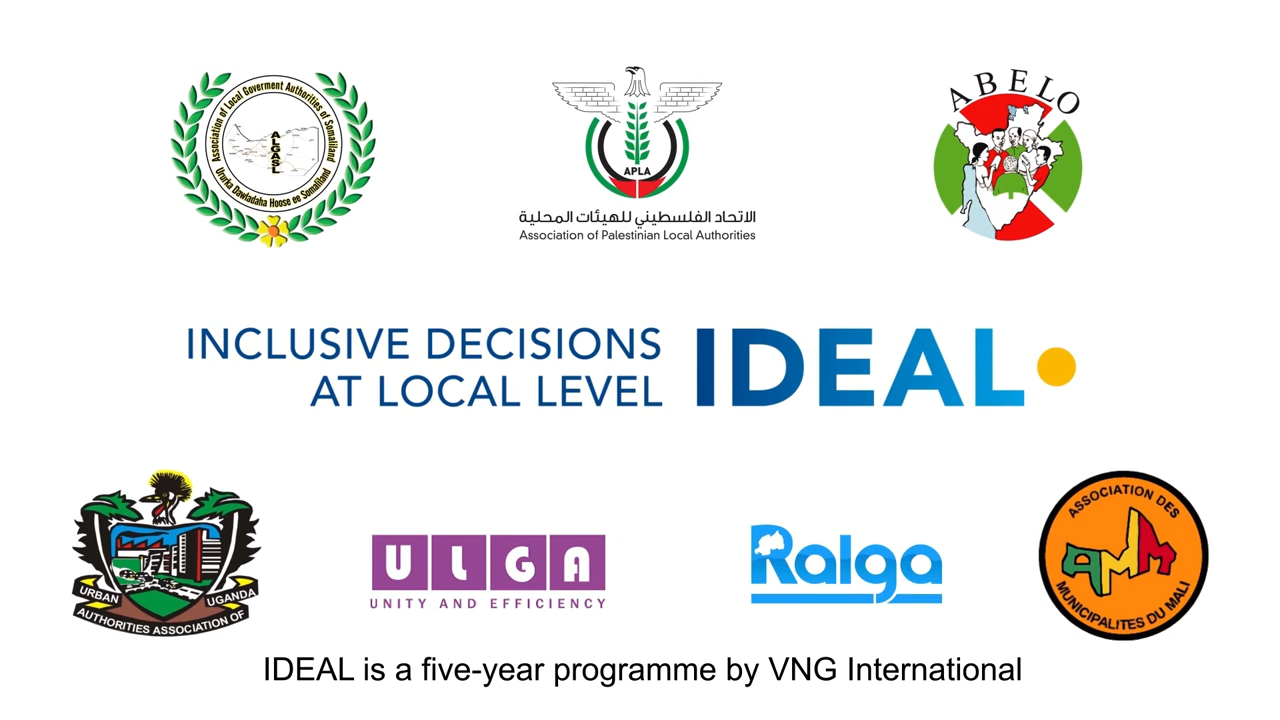 Association of Local Goverment Authorities of Somaliland
ALGASL
Ururka Dawladaha Hoose ee Somaliland
APLA
الاتحاد الفلسطيني للهيئات المحلية
Association of Palestinian Local Authorities
ABELO
INCLUSIVE DECISIONS
AT LOCAL LEVEL
IDEAL
URBAN
UGANDA
AUTHORITIES ASSOCIATION OF
ULGA
UNITY AND EFFICIENCY
Ralga
ASSOCIATION DES
AMM
MUNICIPALITES DU MALI
IDEAL is a five-year programme by VNG International